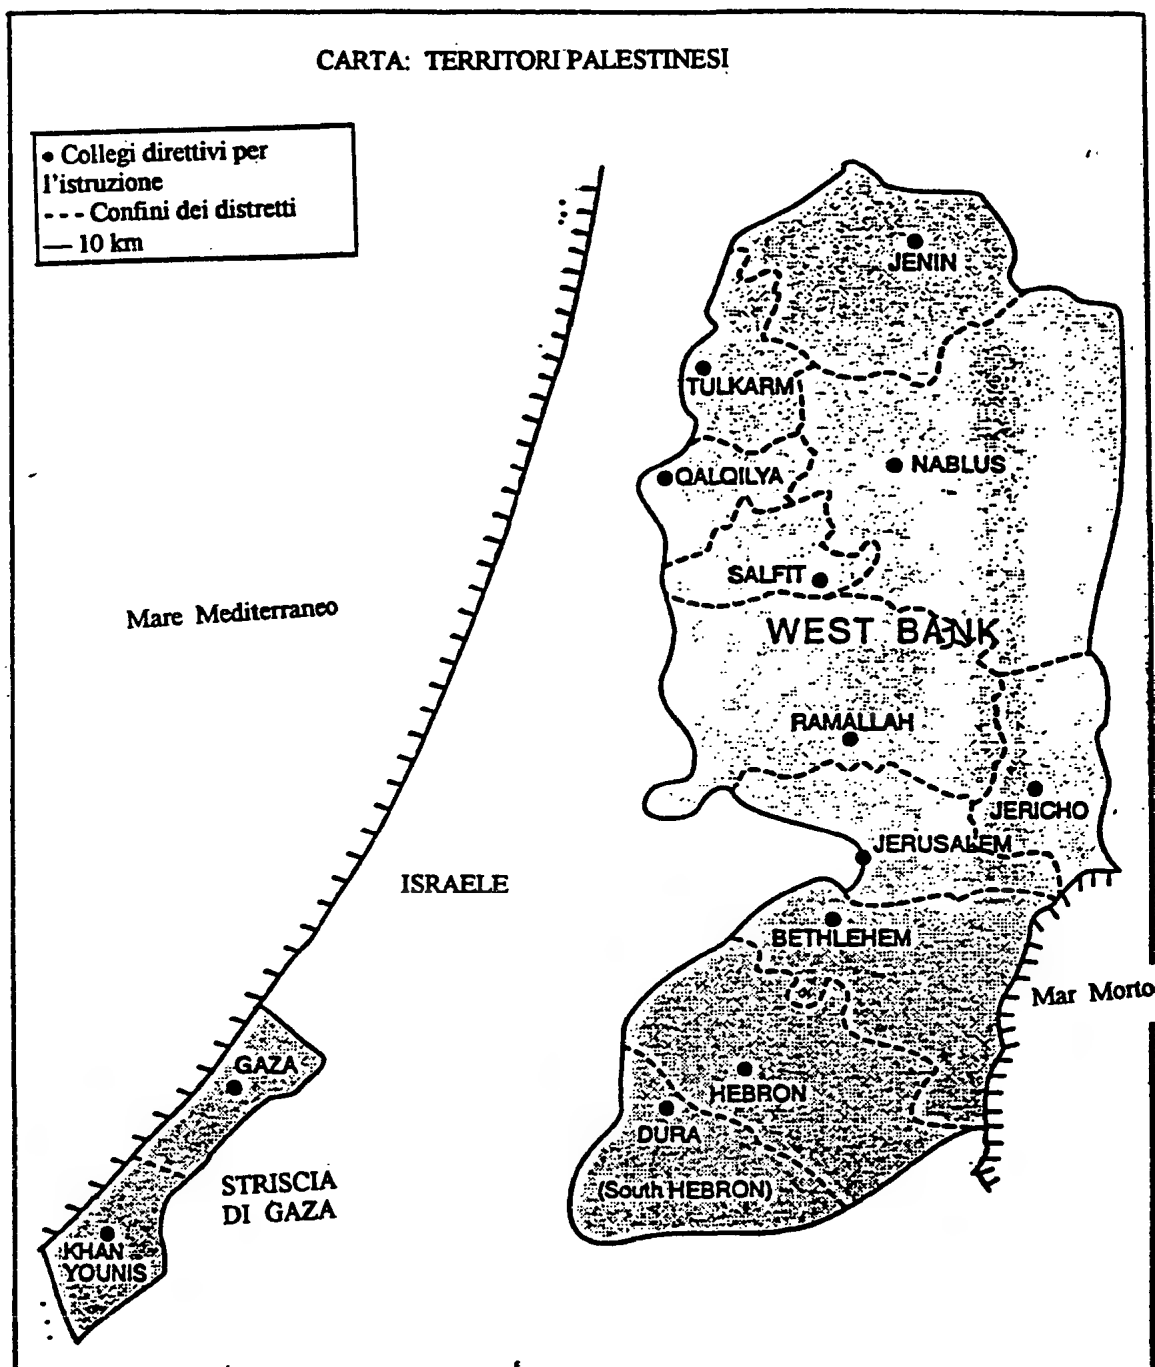 CARTA: TERRITORI PALESTINESI
• Collegi direttivi per
l'istruzione
--- Confini dei distretti
— 10 km
JENIN
TULKARM
QALQILYA
NABLUS
SALFIT
Mare Mediterraneo
WEST BANK
RAMALLAH
JERICHO
JERUSALEM
ISRAELE
BETHLEHEM
Mar Morto
GAZA
HEBRON
DURA
STRISCIA
DI GAZA
(South HEBRON)
KHAN
YOUNIS